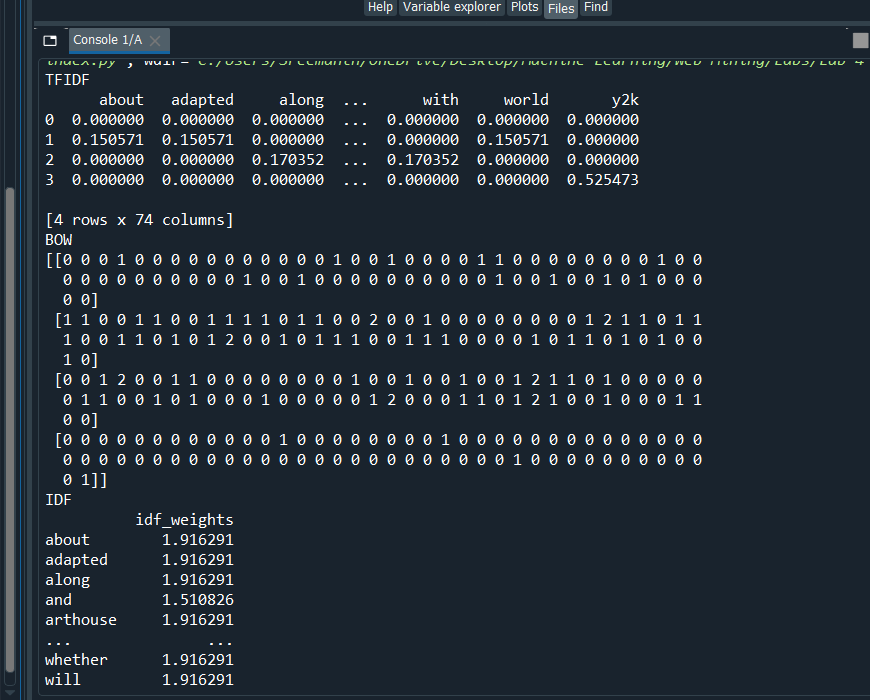 Help Variable explorer Plots Files Find
Console 1/A
TFIDF
about adapted along ... with world y2k
0 0.000000 0.000000 0.000000 ... 0.000000 0.000000 0.000000
1 0.150571 0.150571 0.000000 ... 0.000000 0.150571 0.000000
2 0.000000 0.000000 0.170352 ... 0.170352 0.000000 0.000000
3 0.000000 0.000000 0.000000 ... 0.000000 0.000000 0.525473
[4 rows x 74 columns]
BOW
[[0 0 0 1 0 0 0 0 0 0 0 0 0 0 0 1 0 0 1 0 0 0 0 1 1 0 0 0 0 0 0 0 0 1 0 0
0 0 0 0 0 0 0 0 0 0 1 0 0 1 0 0 0 0 0 0 0 0 0 0 1 0 0 1 0 0 1 0 1 0 0 0
0 0]
[1 1 0 0 1 1 0 0 1 1 1 1 0 1 1 0 0 2 0 0 1 0 0 0 0 0 0 0 0 1 2 1 1 0 1 1
1 0 0 1 1 0 1 0 1 2 0 0 1 0 1 1 1 0 0 1 1 1 0 0 0 0 1 0 1 1 0 1 0 1 0 0
1 0]
[0 0 1 2 0 0 1 1 0 0 0 0 0 0 0 0 1 0 0 1 0 0 1 0 0 1 2 1 1 0 1 0 0 0 0 0
0 1 1 0 0 1 0 1 0 0 0 1 0 0 0 0 0 1 2 0 0 0 1 1 0 1 2 1 0 0 1 0 0 0 1 1
0 0]
[0 0 0 0 0 0 0 0 0 0 0 0 1 0 0 0 0 0 0 0 0 1 0 0 0 0 0 0 0 0 0 0 0 0 0 0
0 0 0 0 0 0 0 0 0 0 0 0 0 0 0 0 0 0 0 0 0 0 0 0 0 1 0 0 0 0 0 0 0 0 0 0
0 1]]
IDF
idf_weights
about 1.916291
adapted 1.916291
along 1.916291
and 1.510826
arthouse 1.916291
... ...
whether 1.916291
will 1.916291